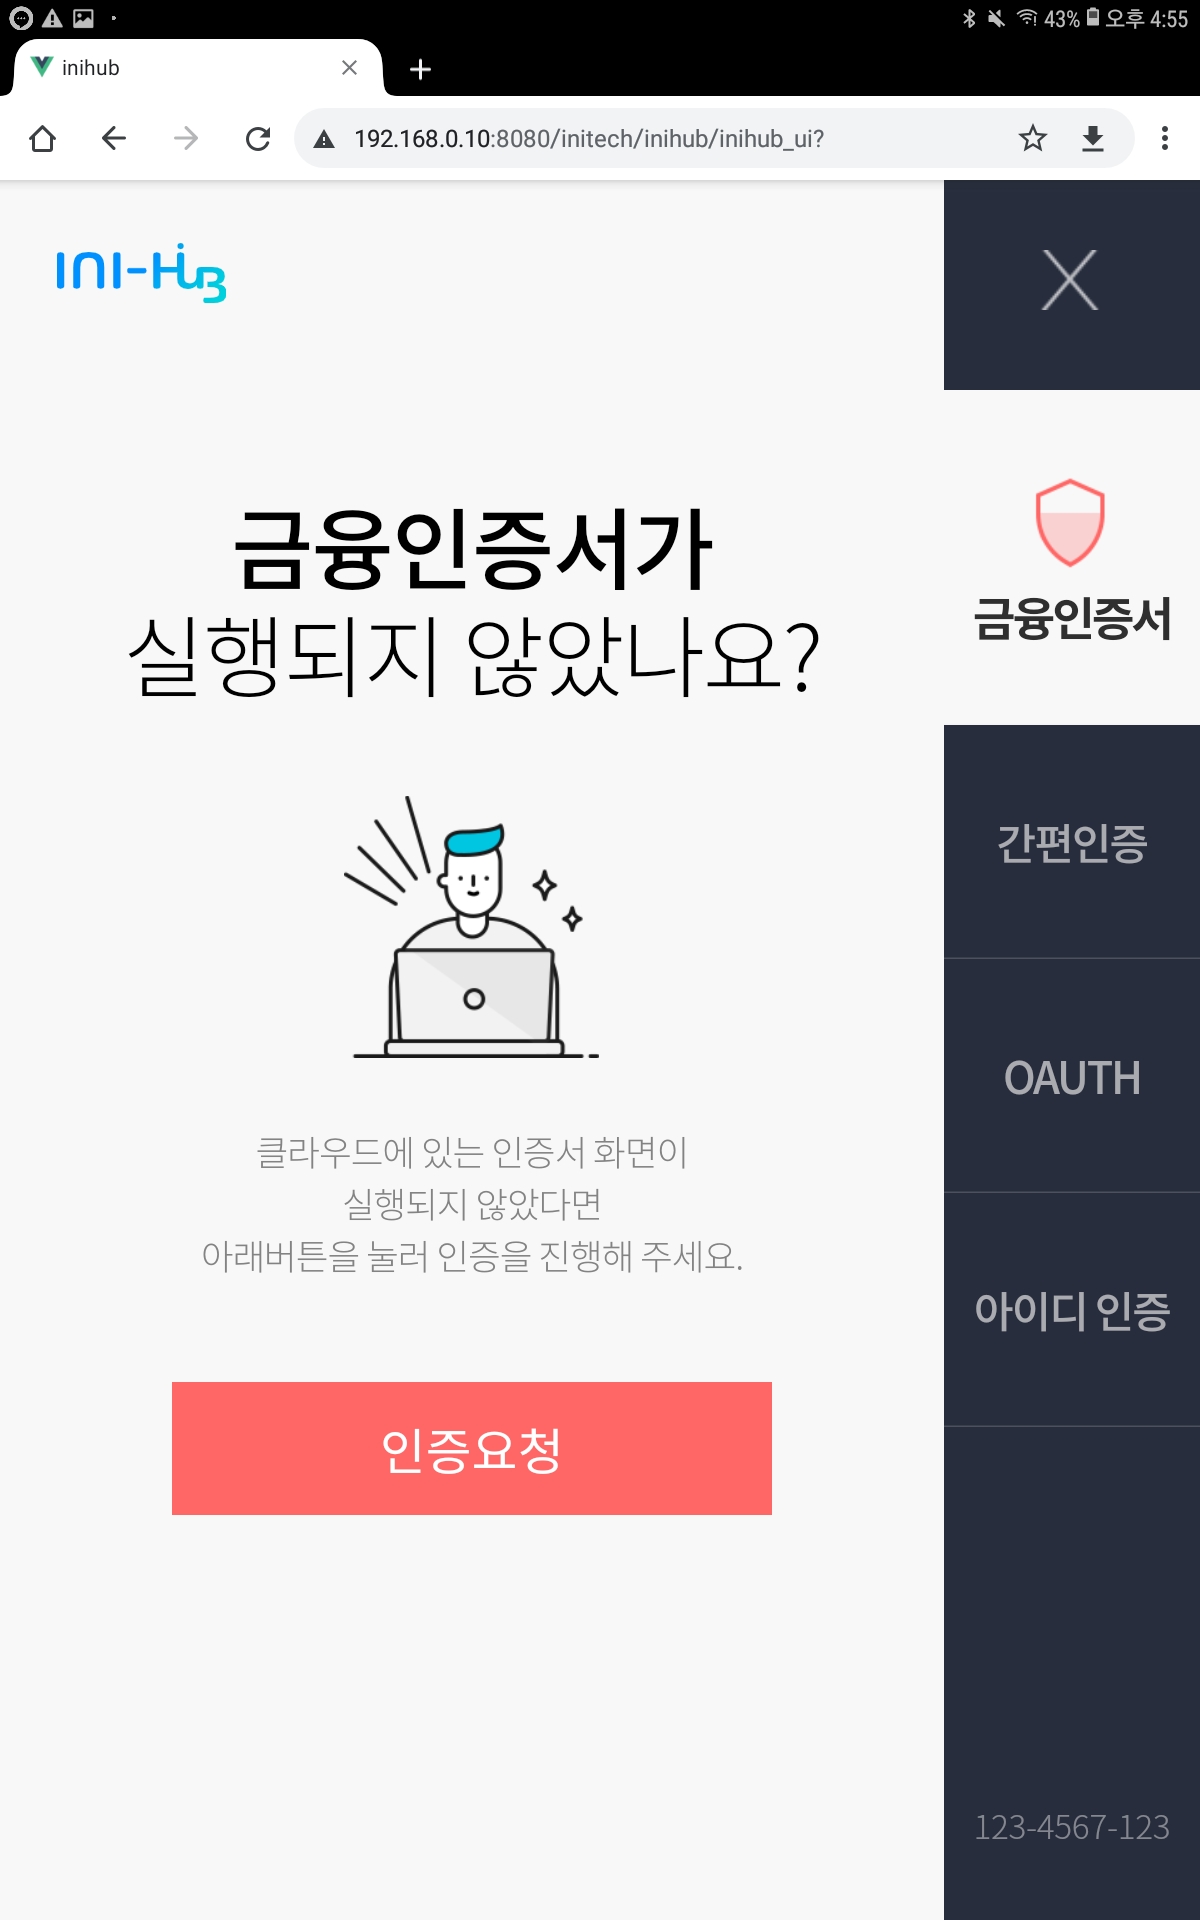 43% 오후 4:55
inihub
192.168.0.10:8080/initech/inihub/inihub_ui?
INI-HUB
금융인증서가
실행되지 않았나요?
클라우드에 있는 인증서 화면이
실행되지 않았다면
아래버튼을 눌러 인증을 진행해 주세요.
인증요청
X
금융인증서
간편인증
OAUTH
아이디 인증
123-4567-123